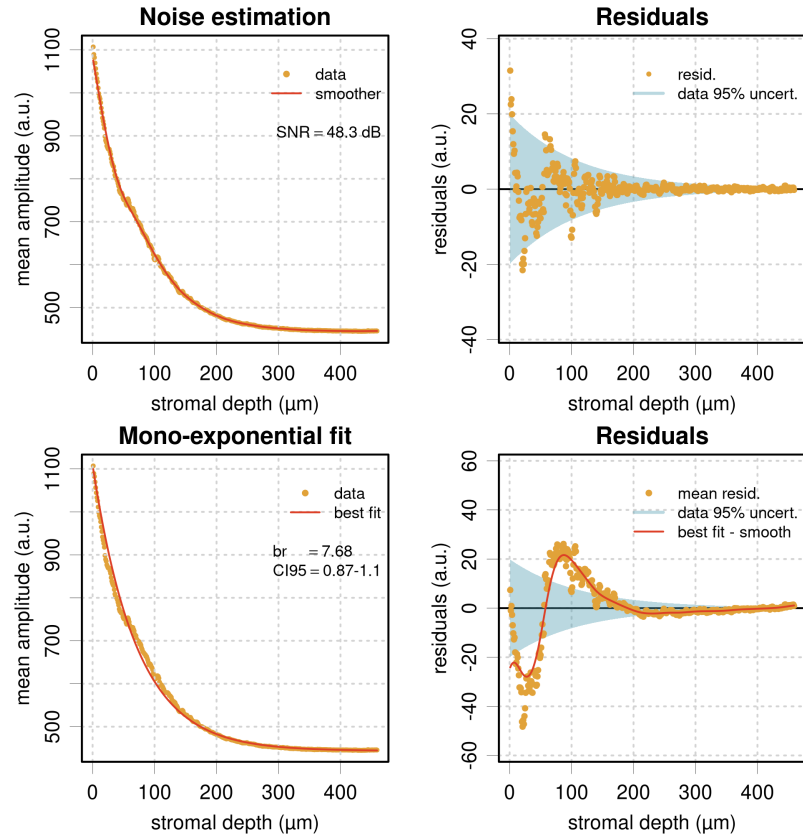 Noise estimation
mean amplitude (a.u.)
1100
900
700
500
data
smoother
SNR = 48.3 dB
0 100 200 300 400
stromal depth (µm)
Residuals
residuals (a.u.)
40
20
0
-20
-40
resid.
data 95% uncert.
0 100 200 300 400
stromal depth (µm)
Mono-exponential fit
mean amplitude (a.u.)
1100
900
700
500
data
best fit
br = 7.68
CI95 = 0.87-1.1
0 100 200 300 400
stromal depth (µm)
Residuals
residuals (a.u.)
60
40
20
0
-20
-40
-60
mean resid.
data 95% uncert.
best fit - smooth
0 100 200 300 400
stromal depth (µm)